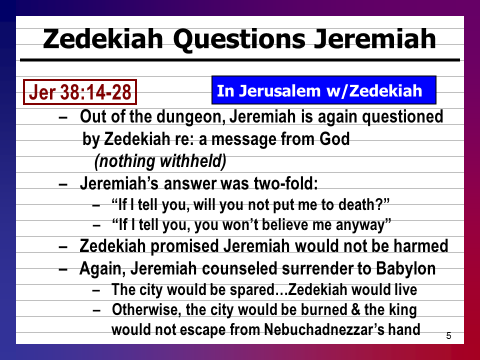 Zedekiah Questions Jeremiah
Jer 38:14-28
In Jerusalem w/Zedekiah
– Out of the dungeon, Jeremiah is again questioned
by Zedekiah re: a message from God
(nothing withheld)
– Jeremiah’s answer was two-fold:
– “If I tell you, will you not put me to death?”
– “If I tell you, you won’t believe me anyway”
– Zedekiah promised Jeremiah would not be harmed
– Again, Jeremiah counseled surrender to Babylon
– The city would be spared…Zedekiah would live
– Otherwise, the city would be burned & the king
would not escape from Nebuchadnezzar’s hand
5